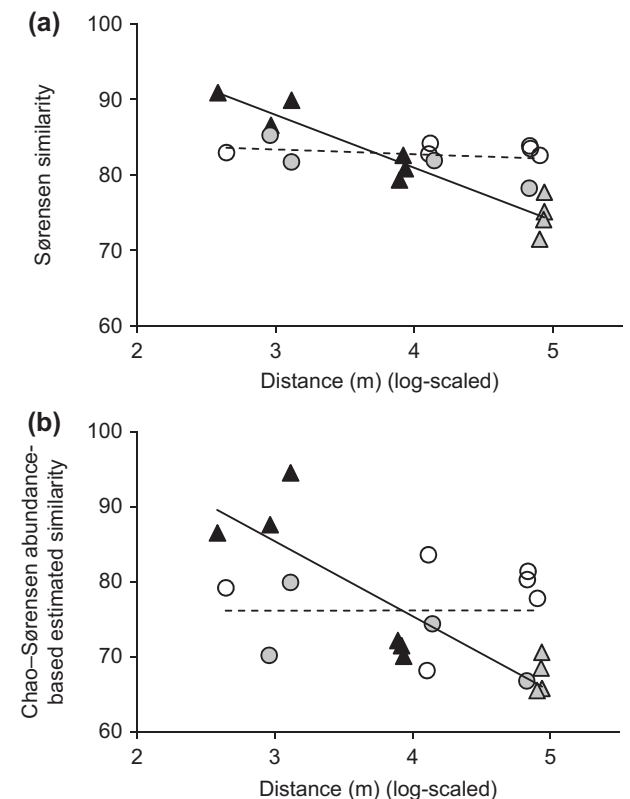 (a)
100
90
80
70
60
Sørensen similarity
2 3 4 5
Distance (m) (log-scaled)
(b)
100
90
80
70
60
Chao–Sørensen abundance-
based estimated similarity
2 3 4 5
Distance (m) (log-scaled)